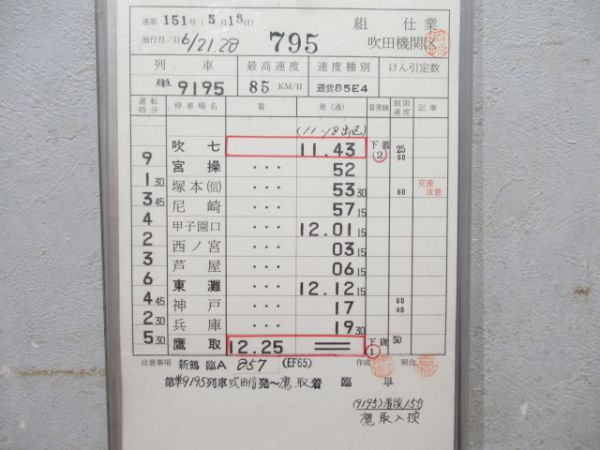 達第151号(5月18日)
組 仕業
施行月/日 6/21.28
795
吹田機関区
列車 最高速度 速度種別 けん引定数
単9195 85 KM/H 通貨85E4
運転時分 停車場名 着 発(通) 着発線 制限速度 記事
(11-18出区)
吹七 11.43 下着(2) 25 60
9 宮操 ・・・ 52
1 30 塚本(信) ・・・ 53 30 60 交差注意
3 45 尼崎 ・・・ 57 15
4 甲子園口 ・・・ 12.01 15
2 西ノ宮 ・・・ 03 15
3 芦屋 ・・・ 06 15
6 東灘 ・・・ 12.12 15
4 45 神戸 ・・・ 17 60 40
2 30 兵庫 ・・・ 19 30
5 30 鷹取 12.25 下貨(1) 50
注意事項 新鶴 臨A 857 (EF65) 作成 照合
第単9195列車吹田信発〜鷹取着 臨単
(9195)着後15分
鷹取入換